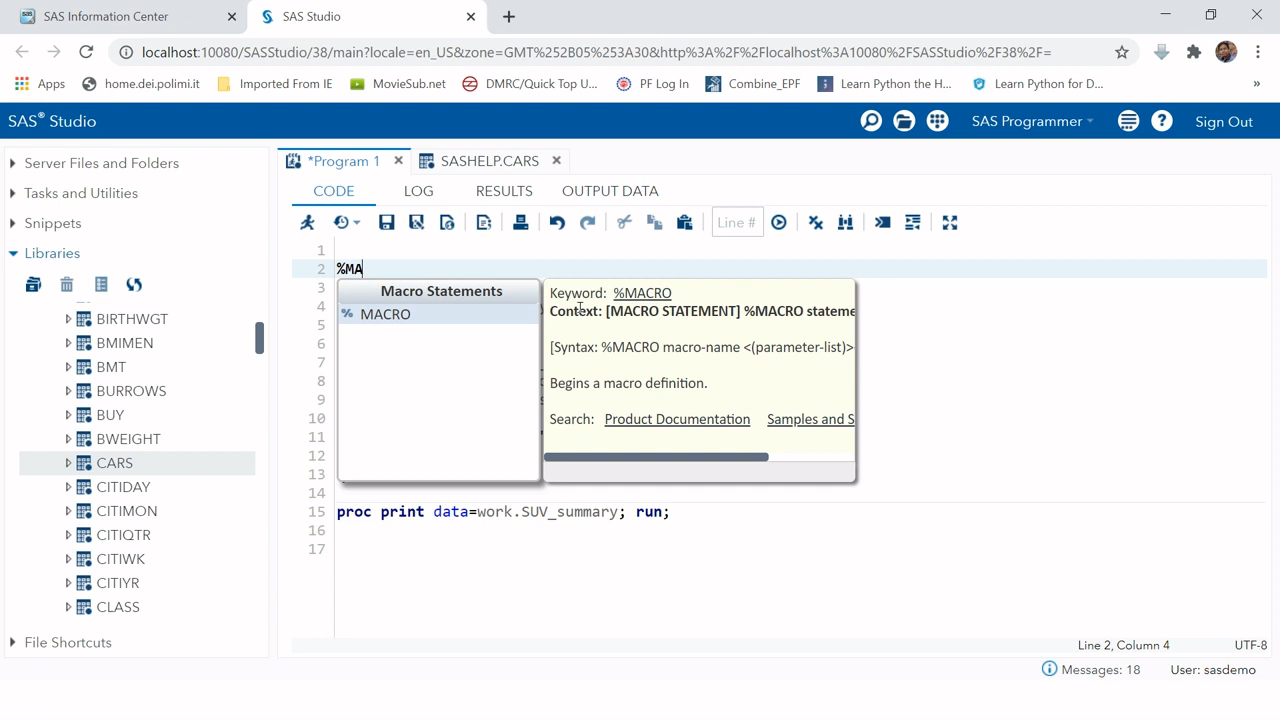 SAS Information Center
SAS Studio
localhost:10080/SASStudio/38/main?locale=en_US&zone=GMT%252B05%253A30&http%3A%2F%2Flocalhost%3A10080%2FSASStudio%2F38%2F=
Apps home.dei.polimi.it Imported From IE MovieSub.net DMRC/Quick Top U... PF Log In Combine_EPF Learn Python the H... Learn Python for D... »
SAS® Studio
SAS Programmer
Sign Out
Server Files and Folders
Tasks and Utilities
Snippets
Libraries
BIRTHWGT
BMIMEN
BMT
BURROWS
BUY
BWEIGHT
CARS
CITIDAY
CITIMON
CITIQTR
CITIWK
CITIYR
CLASS
File Shortcuts
*Program 1
SASHELP.CARS
CODE LOG RESULTS OUTPUT DATA
Line #
1
2 %MA
3
4
5
6
7
8
9
10
11
12
13
14
15 proc print data=work.SUV_summary; run;
16
17
Macro Statements
% MACRO
Keyword: %MACRO
Context: [MACRO STATEMENT] %MACRO stateme
[Syntax: %MACRO macro-name <(parameter-list)>
Begins a macro definition.
Search: Product Documentation Samples and S
Line 2, Column 4
UTF-8
Messages: 18
User: sasdemo